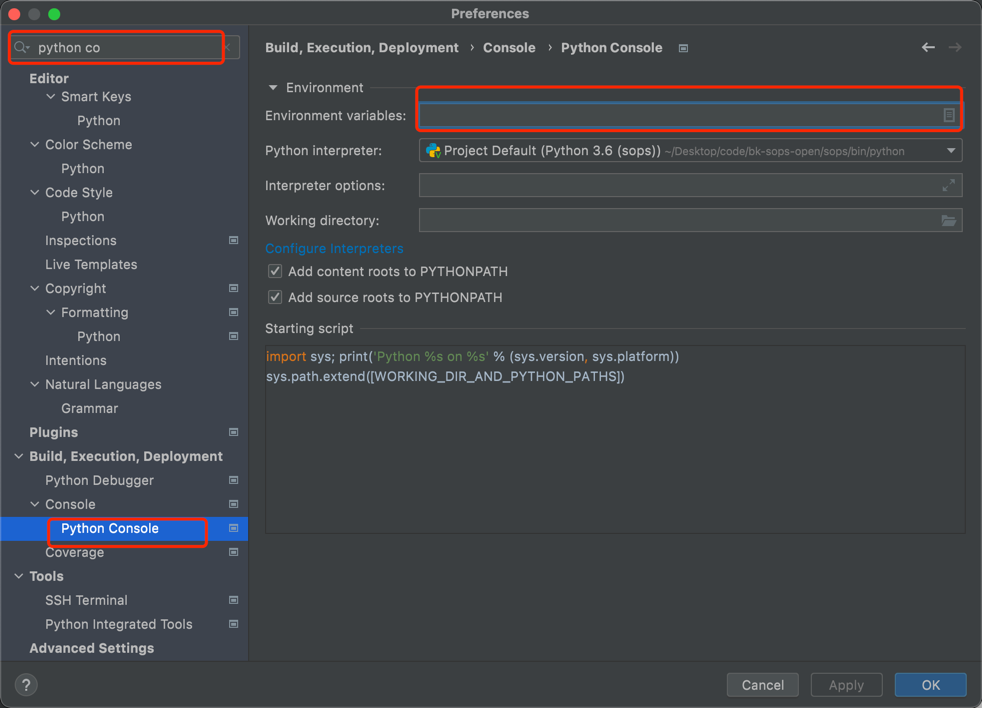 Preferences
python co
Editor
Smart Keys
Python
Color Scheme
Python
Code Style
Python
Inspections
Live Templates
Copyright
Formatting
Python
Intentions
Natural Languages
Grammar
Plugins
Build, Execution, Deployment
Python Debugger
Console
Python Console
Coverage
Tools
SSH Terminal
Python Integrated Tools
Advanced Settings
Build, Execution, Deployment › Console › Python Console
Environment
Environment variables:
Python interpreter: Project Default (Python 3.6 (sops)) ~/Desktop/code/bk-sops-open/sops/bin/python
Interpreter options:
Working directory:
Configure Interpreters
Add content roots to PYTHONPATH
Add source roots to PYTHONPATH
Starting script
import sys; print('Python %s on %s' % (sys.version, sys.platform))
sys.path.extend([WORKING_DIR_AND_PYTHON_PATHS])
?
Cancel Apply OK